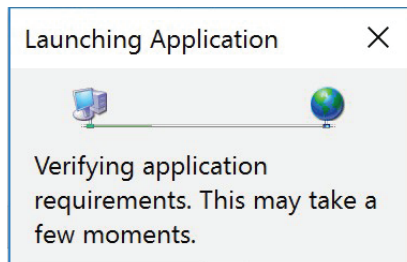 Launching Application
Verifying application
requirements. This may take a
few moments.